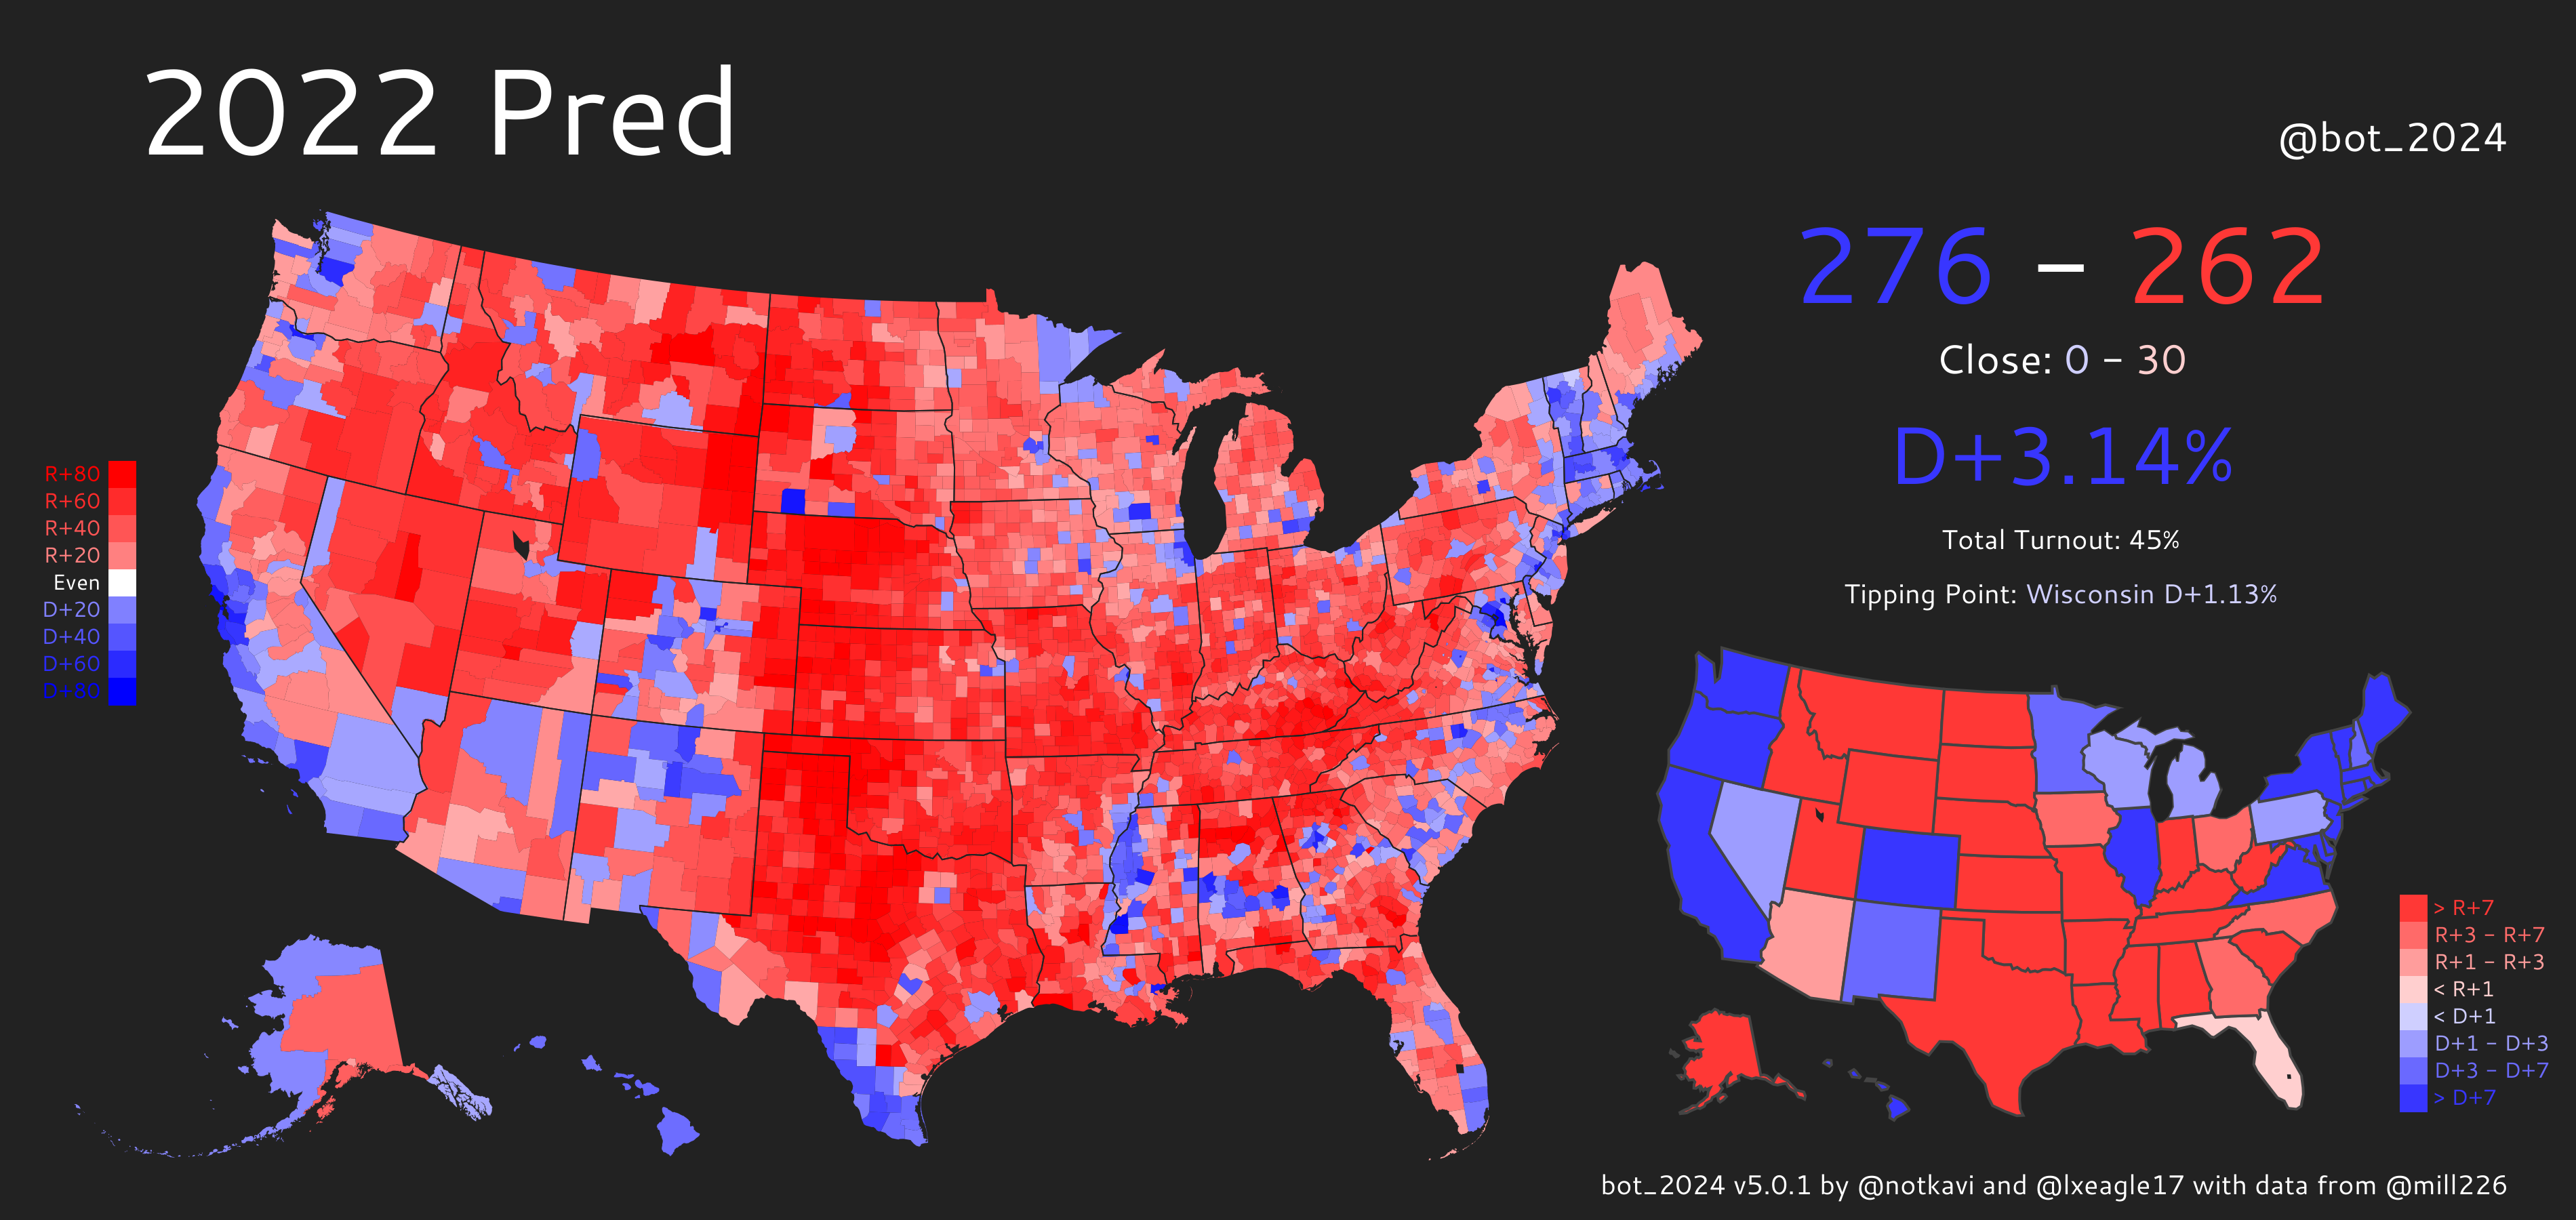 2022 Pred
@bot_2024
276 – 262
Close: 0 – 30
D+3.14%
Total Turnout: 45%
Tipping Point: Wisconsin D+1.13%
R+80
R+60
R+40
R+20
Even
D+20
D+40
D+60
D+80
> R+7
R+3 – R+7
R+1 – R+3
< R+1
< D+1
D+1 – D+3
D+3 – D+7
> D+7
bot_2024 v5.0.1 by @notkavi and @lxeagle17 with data from @mill226